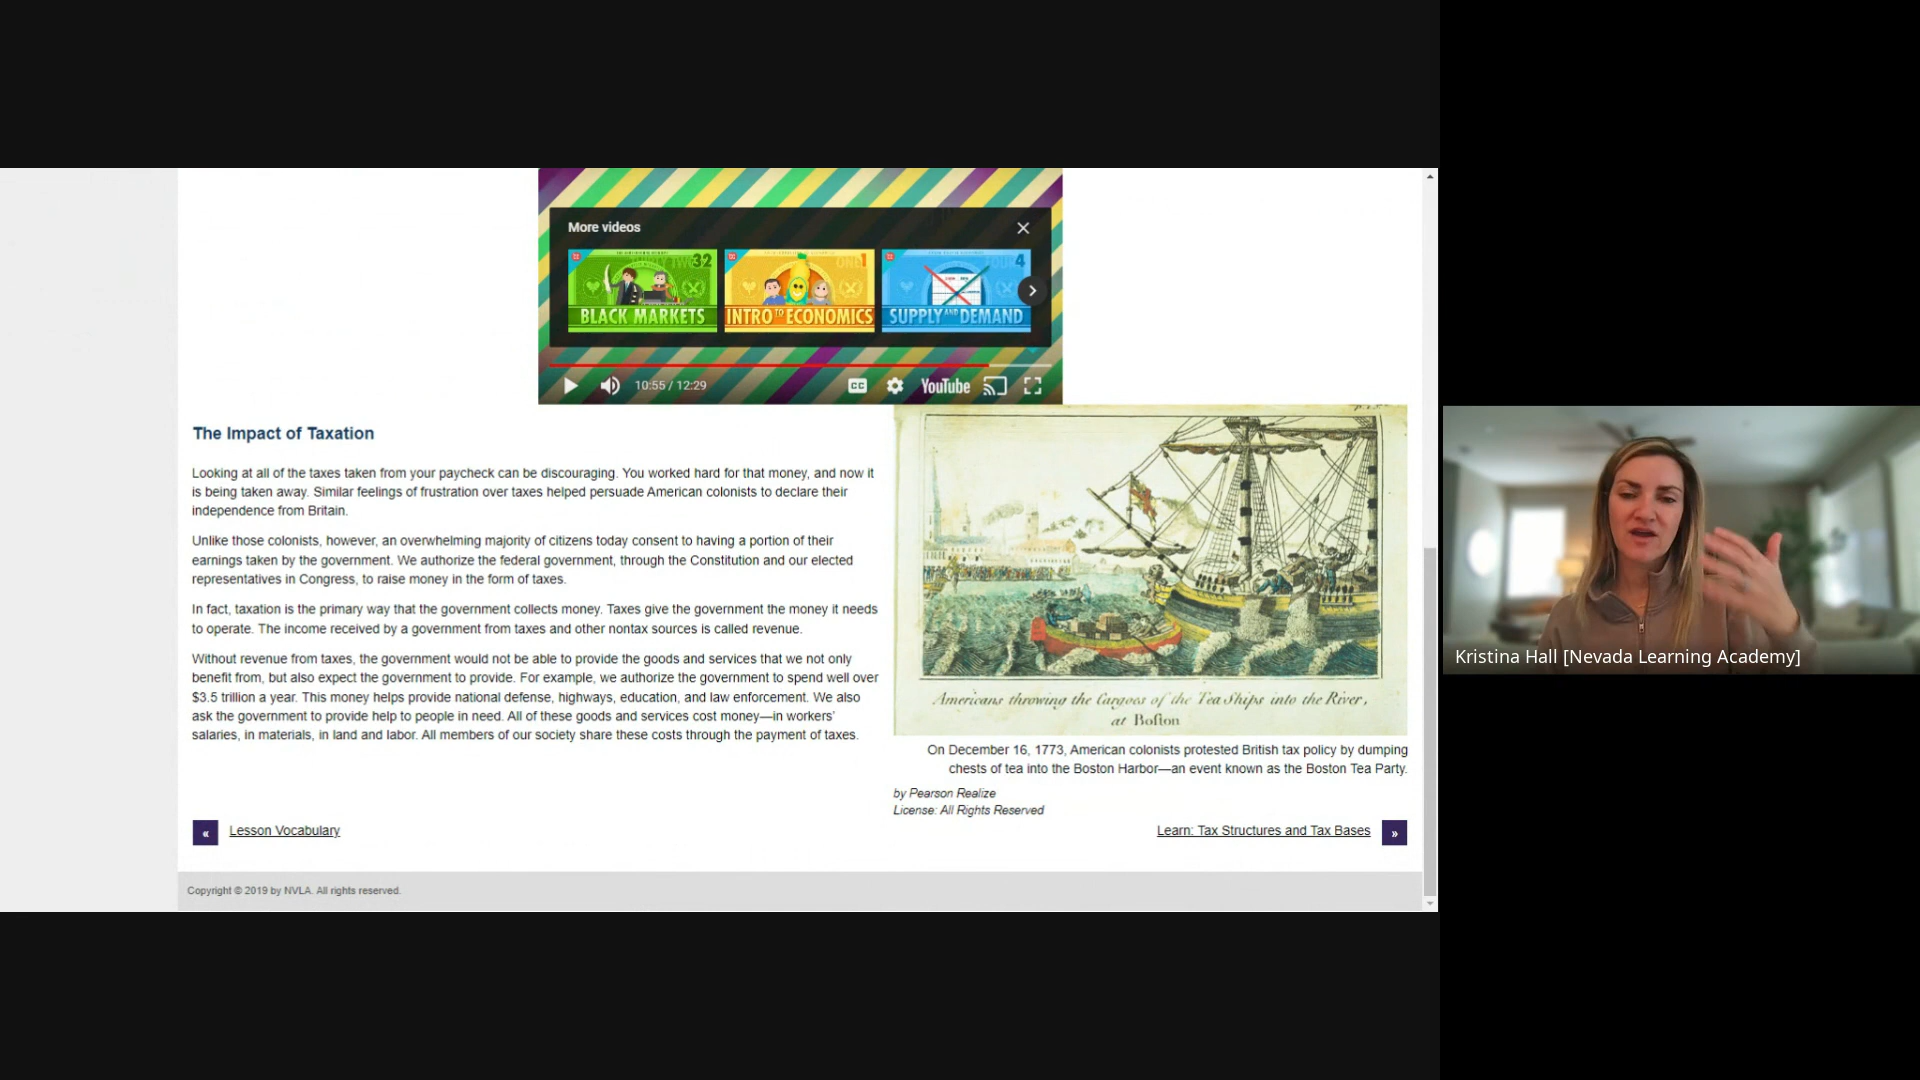 More videos
32
BLACK MARKETS
1
INTRO TO ECONOMICS
4
SUPPLY AND DEMAND
10:55 / 12:29
CC
YouTube
The Impact of Taxation
Looking at all of the taxes taken from your paycheck can be discouraging. You worked hard for that money, and now it
is being taken away. Similar feelings of frustration over taxes helped persuade American colonists to declare their
independence from Britain.
Unlike those colonists, however, an overwhelming majority of citizens today consent to having a portion of their
earnings taken by the government. We authorize the federal government, through the Constitution and our elected
representatives in Congress, to raise money in the form of taxes.
In fact, taxation is the primary way that the government collects money. Taxes give the government the money it needs
to operate. The income received by a government from taxes and other nontax sources is called revenue.
Without revenue from taxes, the government would not be able to provide the goods and services that we not only
benefit from, but also expect the government to provide. For example, we authorize the government to spend well over
$3.5 trillion a year. This money helps provide national defense, highways, education, and law enforcement. We also
ask the government to provide help to people in need. All of these goods and services cost money—in workers'
salaries, in materials, in land and labor. All members of our society share these costs through the payment of taxes.
Americans throwing the Cargoes of the Tea Ships into the River,
at Boſton
On December 16, 1773, American colonists protested British tax policy by dumping
chests of tea into the Boston Harbor—an event known as the Boston Tea Party.
by Pearson Realize
License: All Rights Reserved
« Lesson Vocabulary
Learn: Tax Structures and Tax Bases »
Copyright © 2019 by NVLA. All rights reserved.
Kristina Hall [Nevada Learning Academy]